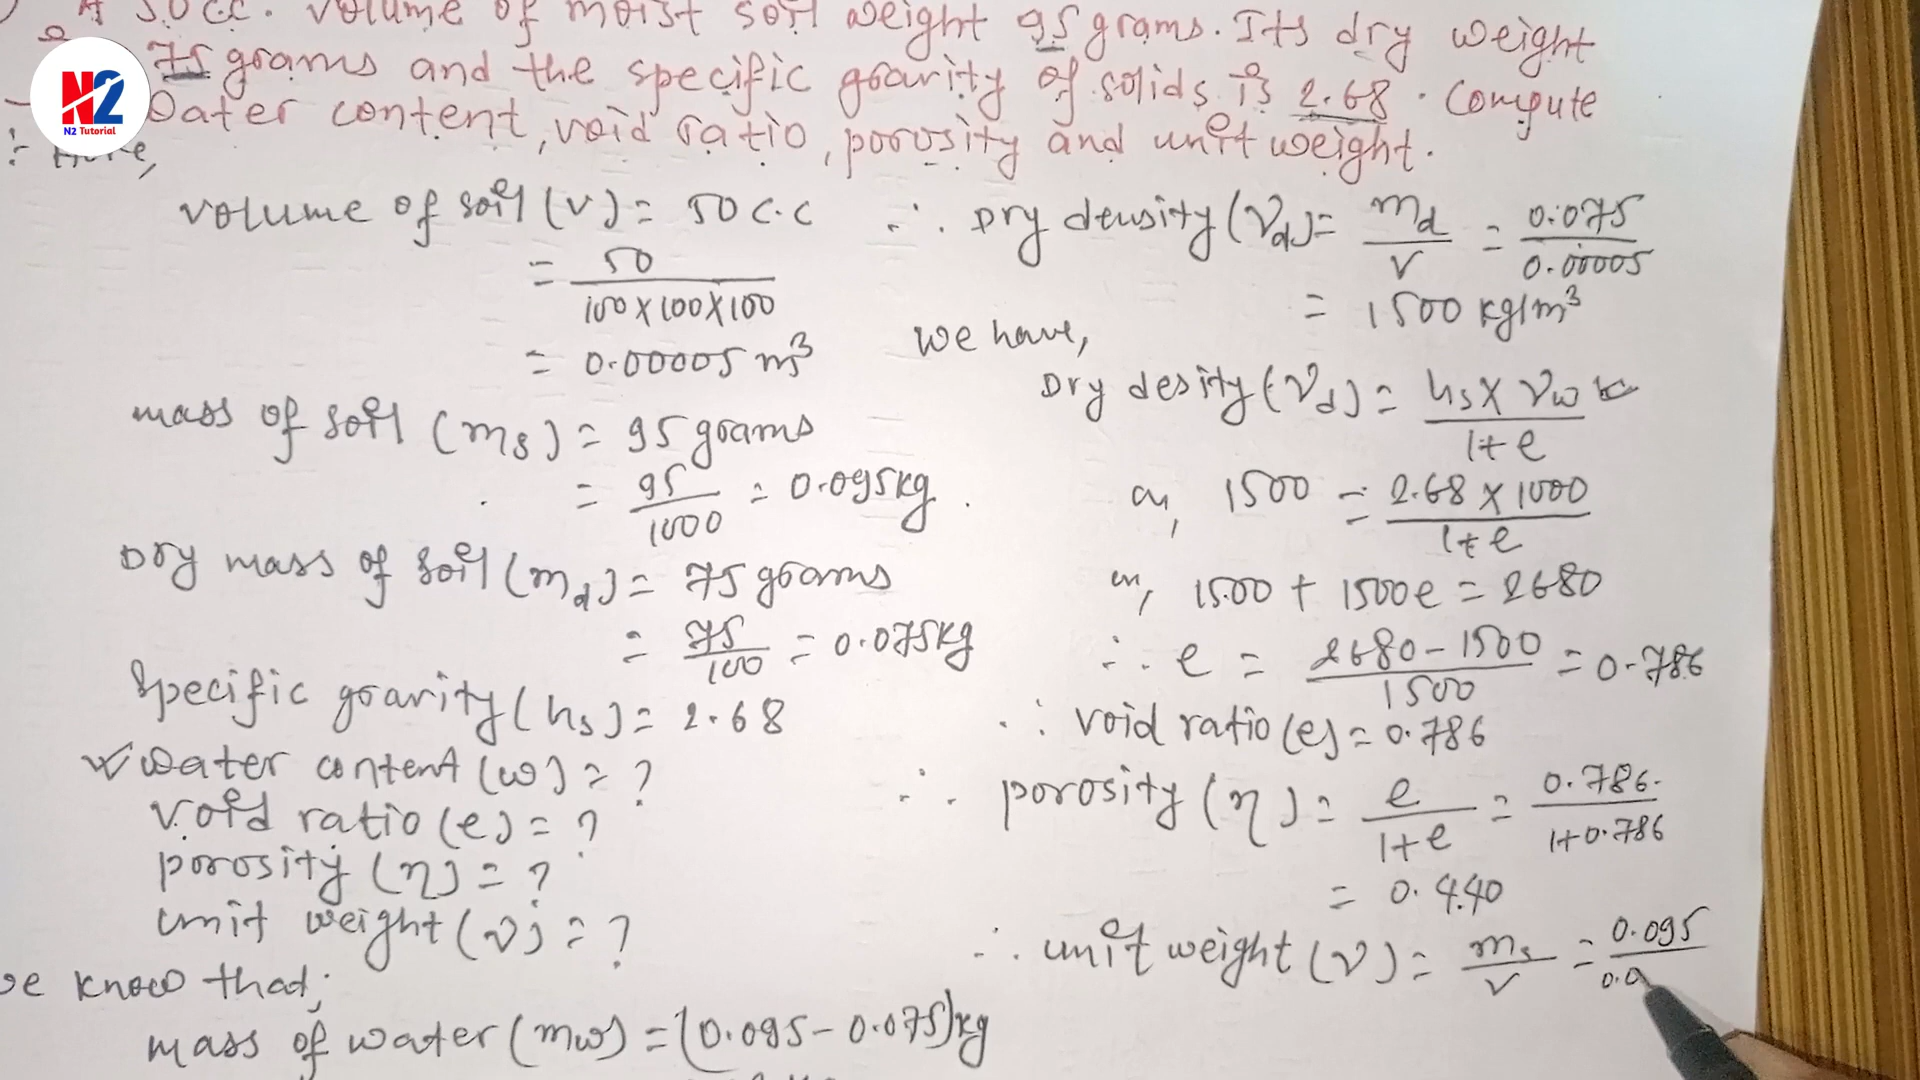 A 50cc. volume of moist soil weight 95 grams. Its dry weight
75 grams and the specific gravity of solids is 2.68. Compute
water content, void ratio, porosity and unit weight.
N2
N2 Tutorial
Here,
volume of soil (V) = 50 c.c
= 50 / 100×100×100
= 0.00005 m³
mass of soil (ms) = 95 grams
= 95/1000 = 0.095kg
Dry mass of soil (md) = 75 grams
= 75/100 = 0.075kg
Specific gravity (hs) = 2.68
water content (w) = ?
void ratio (e) = ?
porosity (η) = ?
unit weight (γ) = ?
we know that,
mass of water (mw) = (0.095 - 0.075)kg
∴ Dry density (γd) = md/v = 0.075/0.00005
= 1500 kg/m³
We have,
Dry desity (γd) = hs × γw / 1+e
or, 1500 = 2.68 × 1000 / 1+e
or, 1500 + 1500e = 2680
∴ e = 2680-1500 / 1500 = 0.786
∴ void ratio (e) = 0.786
∴ porosity (η) = e / 1+e = 0.786 / 1+0.786
= 0.440
∴ unit weight (γ) = ms/v = 0.095 / 0.0